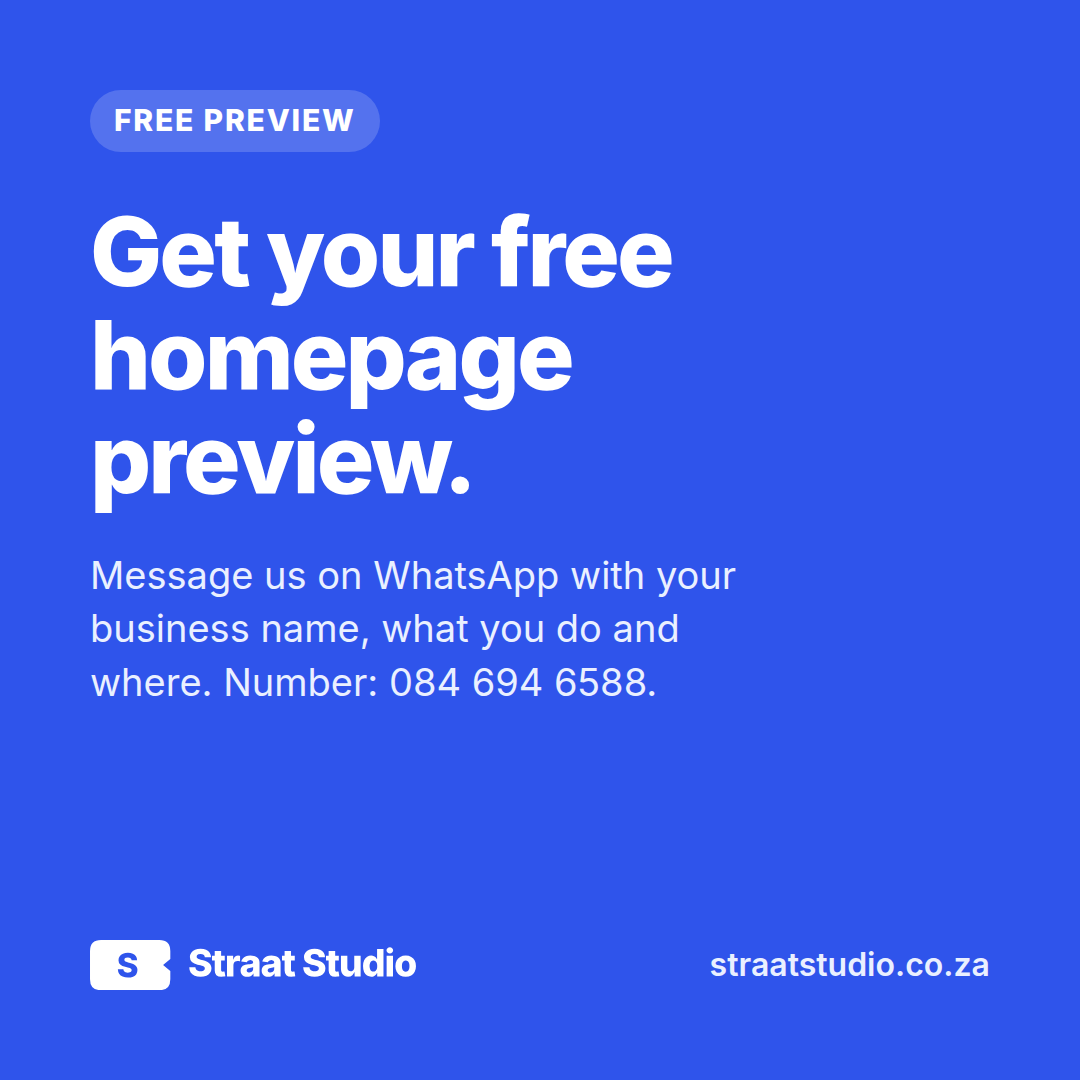 FREE PREVIEW
Get your free
homepage
preview.
Message us on WhatsApp with your
business name, what you do and
where. Number: 084 694 6588.
S Straat Studio
straatstudio.co.za